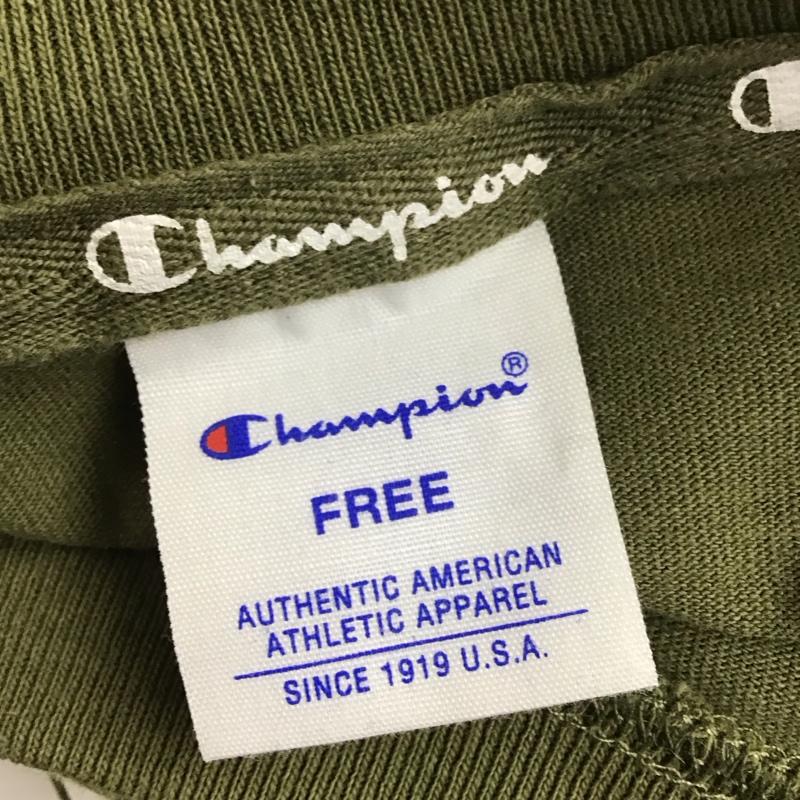 Champion
Champion®
FREE
AUTHENTIC AMERICAN
ATHLETIC APPAREL
SINCE 1919 U.S.A.